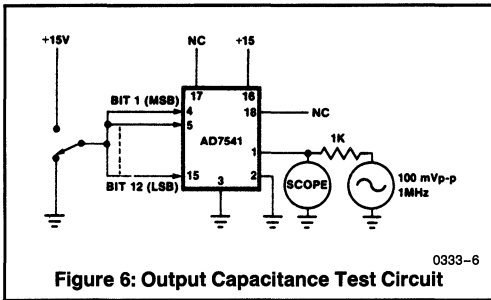 +15V
NC
+15
BIT 1 (MSB)
17
16
4
18
NC
5
AD7541
1K
1
BIT 12 (LSB)
15
3
2
SCOPE
100 mVp-p
1MHz
0333–6
Figure 6: Output Capacitance Test Circuit